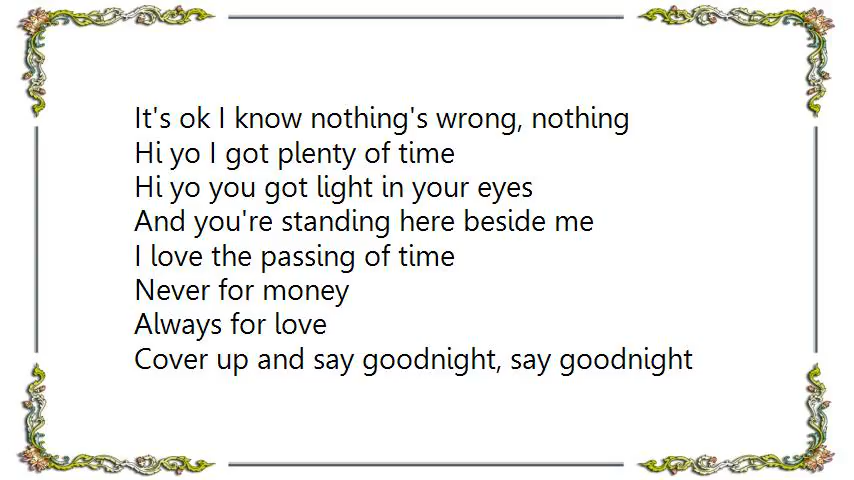 It's ok I know nothing's wrong, nothing
Hi yo I got plenty of time
Hi yo you got light in your eyes
And you're standing here beside me
I love the passing of time
Never for money
Always for love
Cover up and say goodnight, say goodnight